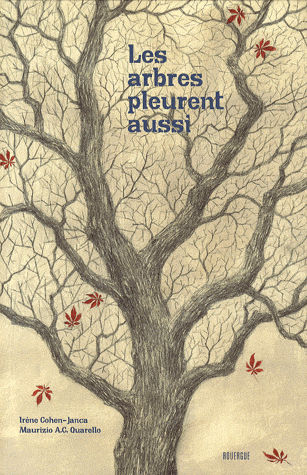 Les
arbres
pleurent
aussi
Irène Cohen-Janca
Maurizio A.C. Quarello
ROUERGUE